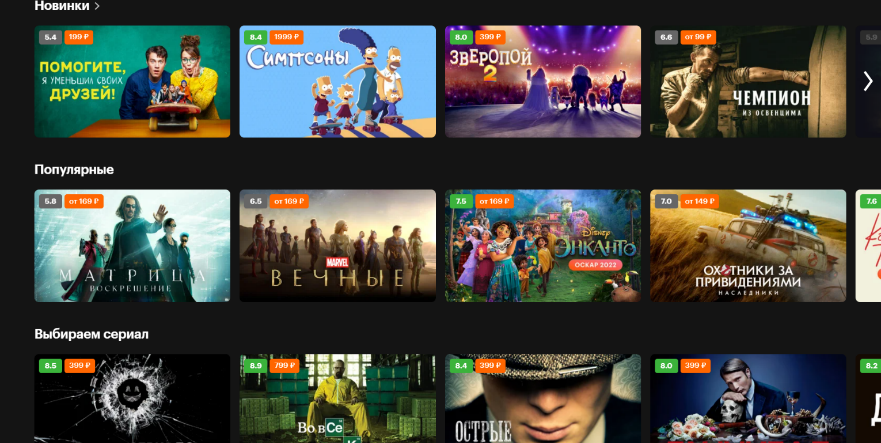 Новинки
5.4 199 ₽
ПОМОГИТЕ,
Я УМЕНЬШИЛ СВОИХ
ДРУЗЕЙ!
8.4 1999 ₽
Симпсоны
8.0 399 ₽
ЗВЕРОПОЙ
2
6.6 от 99 ₽
ЧЕМПИОН
ИЗ ОСВЕНЦИМА
5.9
Популярные
5.8 от 169 ₽
МАТРИЦА
ВОСКРЕШЕНИЕ
6.5 от 169 ₽
MARVEL
ВЕЧНЫЕ
7.5 от 169 ₽
DISNEY
ЭНКАНТО
ОСКАР 2022
7.0 от 149 ₽
ОХОТНИКИ ЗА
ПРИВИДЕНИЯМИ
НАСЛЕДНИКИ
7.6
Выбираем сериал
8.5 399 ₽
8.9 799 ₽
Во вСе
8.4 399 ₽
ОСТРЫЕ
8.0 399 ₽
8.2